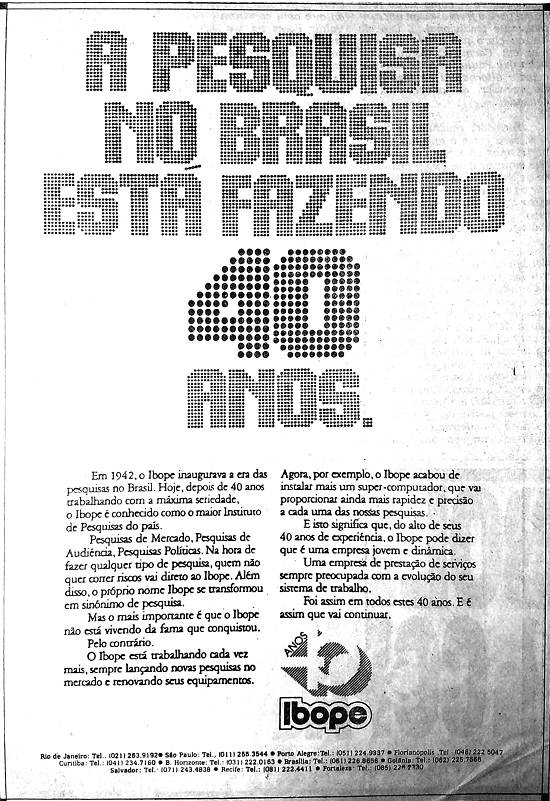 A PESQUISA
NO BRASIL
ESTÁ FAZENDO
40
ANOS.
Em 1942, o Ibope inaugurava a era das
pesquisas no Brasil. Hoje, depois de 40 anos
trabalhando com a máxima seriedade,
o Ibope é conhecido como o maior Instituto
de Pesquisas do país.
Pesquisas de Mercado, Pesquisas de
Audiência, Pesquisas Políticas. Na hora de
fazer qualquer tipo de pesquisa, quem não
quer correr riscos vai direto ao Ibope. Além
disso, o próprio nome Ibope se transformou
em sinônimo de pesquisa.
Mas o mais importante é que o Ibope
não está vivendo da fama que conquistou.
Pelo contrário.
O Ibope está trabalhando cada vez
mais, sempre lançando novas pesquisas no
mercado e renovando seus equipamentos.
Agora, por exemplo, o Ibope acabou de
instalar mais um super-computador, que vai
proporcionar ainda mais rapidez e precisão
a cada uma das nossas pesquisas.
E isto significa que, do alto de seus
40 anos de experiência, o Ibope pode dizer
que é uma empresa jovem e dinâmica.
Uma empresa de prestação de serviços
sempre preocupada com a evolução do seu
sistema de trabalho.
Foi assim em todos estes 40 anos. E é
assim que vai continuar.
40 ANOS
Ibope
Rio de Janeiro: Tel.: (021) 263.9192 ● São Paulo: Tel.: (011) 255.3544 ● Porto Alegre: Tel.: (051) 224.9337 ● Florianópolis Tel.: (048) 222.5047
Curitiba: Tel.: (041) 234.7160 ● B. Horizonte: Tel.: (031) 222.0163 ● Brasília: Tel.: (061) 226.8656 ● Goiânia: Tel.: (062) 225.7866
Salvador: Tel.: (071) 243.4838 ● Recife: Tel.: (081) 222.4411 ● Fortaleza: Tel.: (085)